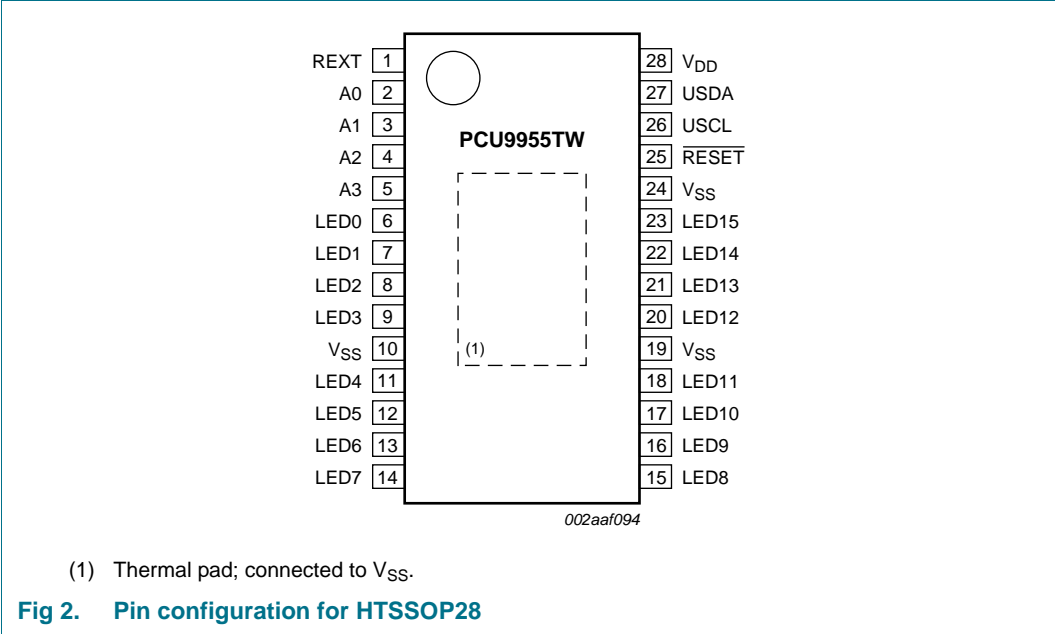 REXT 1 28 VDD
A0 2 27 USDA
A1 3 26 USCL
PCU9955TW
A2 4 25 RESET
A3 5 24 VSS
LED0 6 23 LED15
LED1 7 22 LED14
LED2 8 21 LED13
LED3 9 20 LED12
VSS 10 (1) 19 VSS
LED4 11 18 LED11
LED5 12 17 LED10
LED6 13 16 LED9
LED7 14 15 LED8
002aaf094
(1) Thermal pad; connected to VSS.
Fig 2. Pin configuration for HTSSOP28